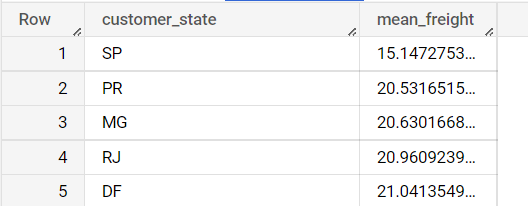 Row customer_state mean_freight
1 SP 15.1472753...
2 PR 20.5316515...
3 MG 20.6301668...
4 RJ 20.9609239...
5 DF 21.0413549...